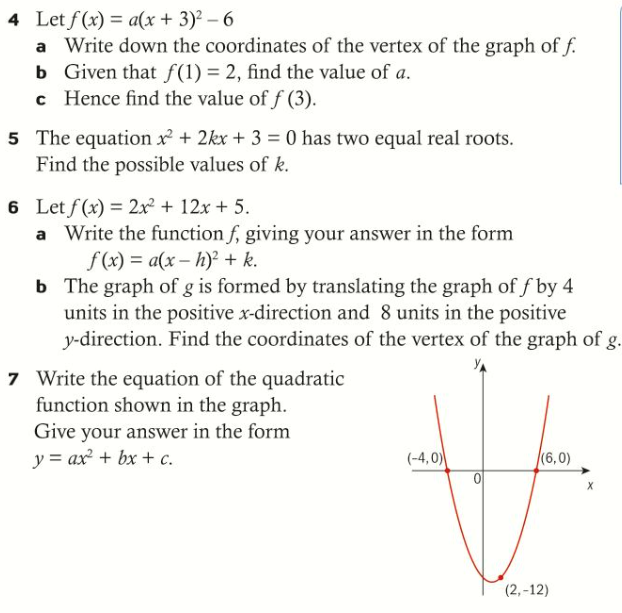 4 Let f(x) = a(x + 3)² – 6
a Write down the coordinates of the vertex of the graph of f.
b Given that f(1) = 2, find the value of a.
c Hence find the value of f (3).
5 The equation x² + 2kx + 3 = 0 has two equal real roots.
Find the possible values of k.
6 Let f(x) = 2x² + 12x + 5.
a Write the function f, giving your answer in the form
f(x) = a(x – h)² + k.
b The graph of g is formed by translating the graph of f by 4
units in the positive x-direction and 8 units in the positive
y-direction. Find the coordinates of the vertex of the graph of g.
7 Write the equation of the quadratic
function shown in the graph.
Give your answer in the form
y = ax² + bx + c.
y
(-4,0)
(6,0)
0
x
(2,-12)